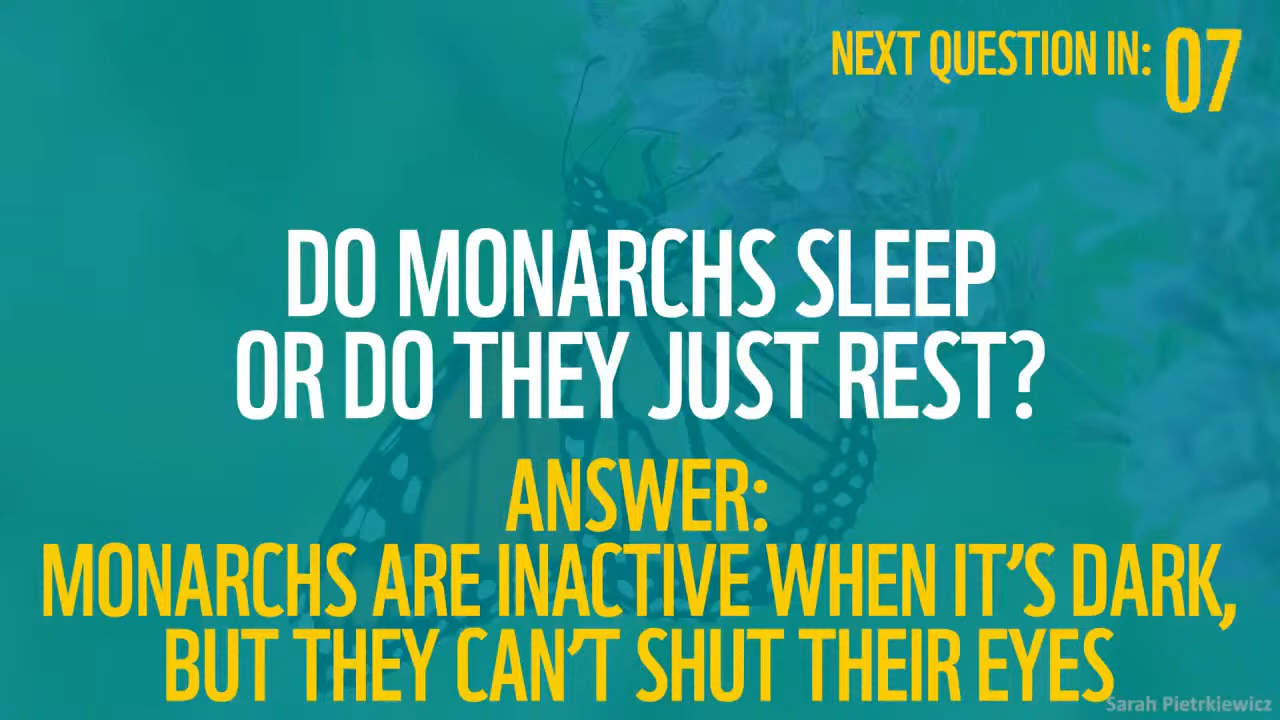 NEXT QUESTION IN: 07
DO MONARCHS SLEEP
OR DO THEY JUST REST?
ANSWER:
MONARCHS ARE INACTIVE WHEN IT'S DARK,
BUT THEY CAN'T SHUT THEIR EYES
Sarah Pietrkiewicz